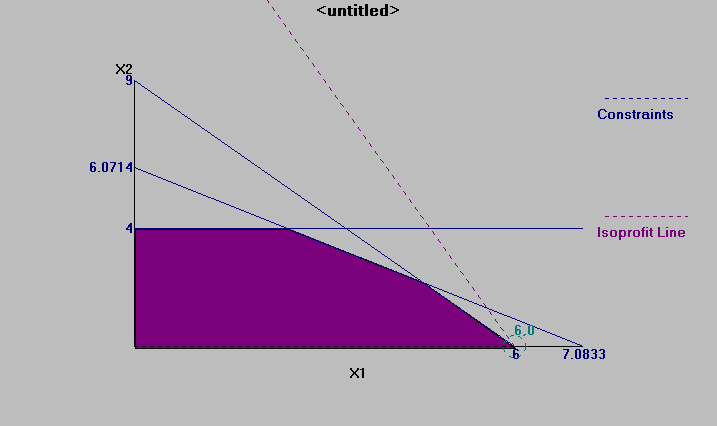 <untitled>
X2
9
Constraints
6.0714
4
Isoprofit Line
6,0
6
7.0833
X1